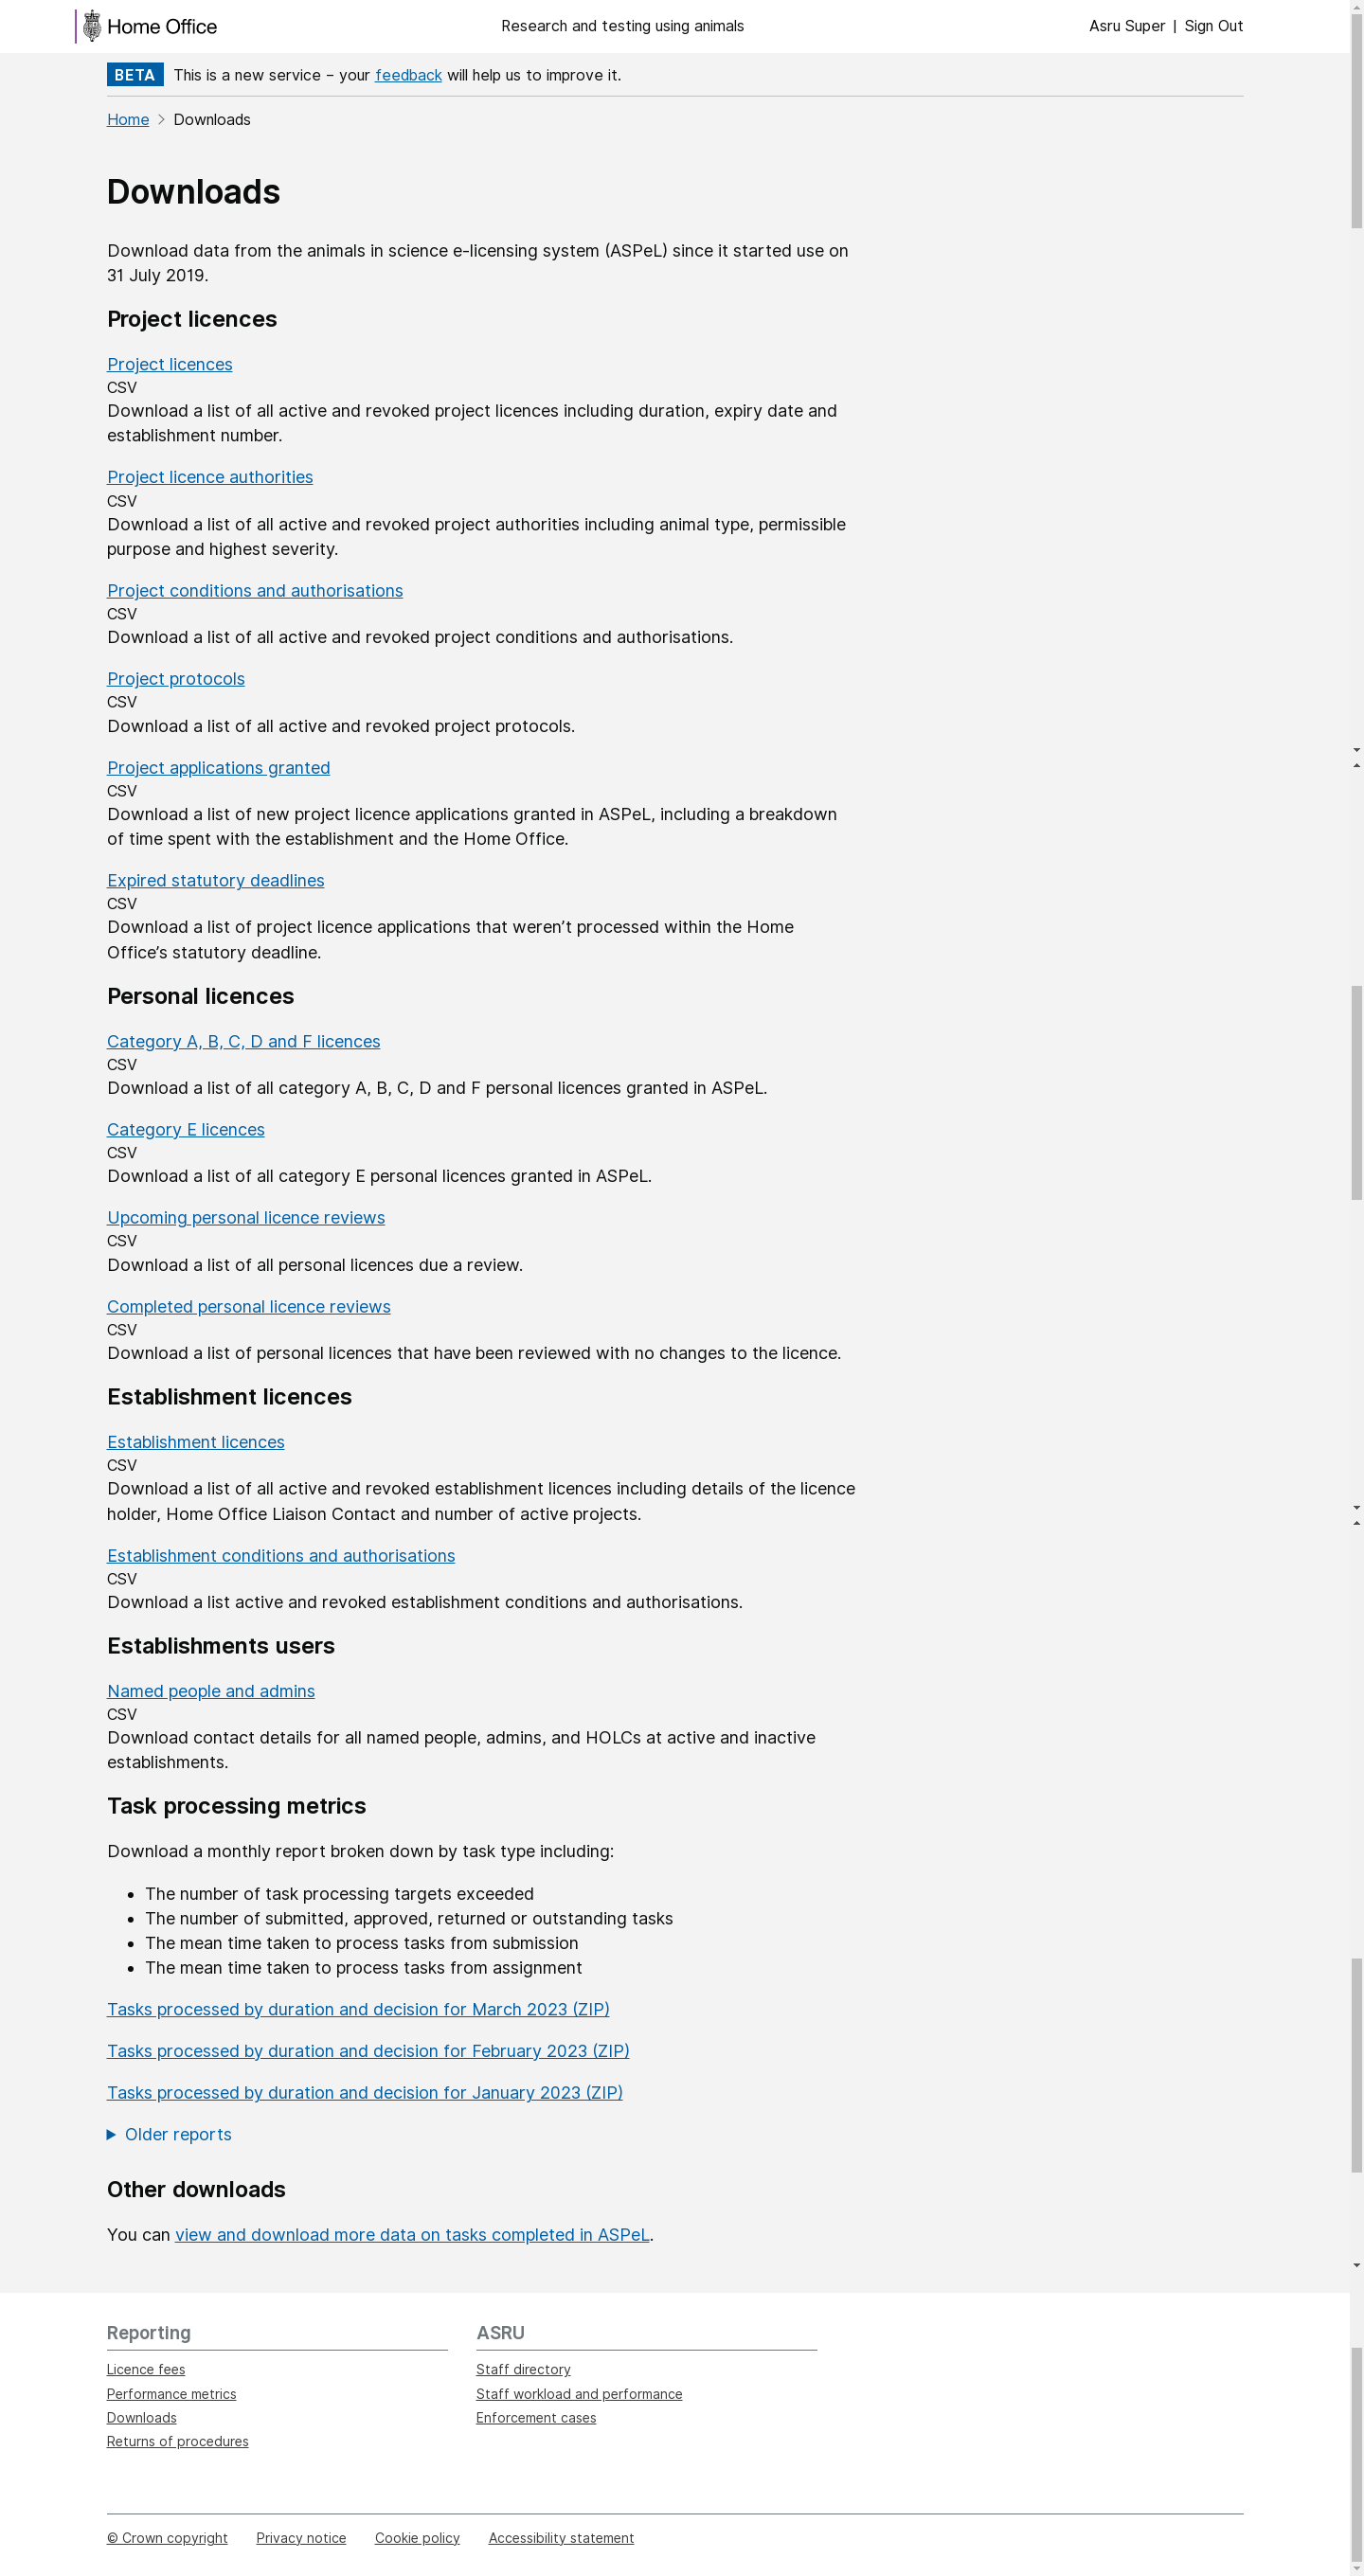 Home Office
Research and testing using animals
Asru Super | Sign Out
BETA This is a new service – your feedback will help us to improve it.
Home Downloads
Downloads
Download data from the animals in science e-licensing system (ASPeL) since it started use on
31 July 2019.
Project licences
Project licences
CSV
Download a list of all active and revoked project licences including duration, expiry date and
establishment number.
Project licence authorities
CSV
Download a list of all active and revoked project authorities including animal type, permissible
purpose and highest severity.
Project conditions and authorisations
CSV
Download a list of all active and revoked project conditions and authorisations.
Project protocols
CSV
Download a list of all active and revoked project protocols.
Project applications granted
CSV
Download a list of new project licence applications granted in ASPeL, including a breakdown
of time spent with the establishment and the Home Office.
Expired statutory deadlines
CSV
Download a list of project licence applications that weren’t processed within the Home
Office’s statutory deadline.
Personal licences
Category A, B, C, D and F licences
CSV
Download a list of all category A, B, C, D and F personal licences granted in ASPeL.
Category E licences
CSV
Download a list of all category E personal licences granted in ASPeL.
Upcoming personal licence reviews
CSV
Download a list of all personal licences due a review.
Completed personal licence reviews
CSV
Download a list of personal licences that have been reviewed with no changes to the licence.
Establishment licences
Establishment licences
CSV
Download a list of all active and revoked establishment licences including details of the licence
holder, Home Office Liaison Contact and number of active projects.
Establishment conditions and authorisations
CSV
Download a list active and revoked establishment conditions and authorisations.
Establishments users
Named people and admins
CSV
Download contact details for all named people, admins, and HOLCs at active and inactive
establishments.
Task processing metrics
Download a monthly report broken down by task type including:
• The number of task processing targets exceeded
• The number of submitted, approved, returned or outstanding tasks
• The mean time taken to process tasks from submission
• The mean time taken to process tasks from assignment
Tasks processed by duration and decision for March 2023 (ZIP)
Tasks processed by duration and decision for February 2023 (ZIP)
Tasks processed by duration and decision for January 2023 (ZIP)
Older reports
Other downloads
You can view and download more data on tasks completed in ASPeL.
Reporting
Licence fees
Performance metrics
Downloads
Returns of procedures
ASRU
Staff directory
Staff workload and performance
Enforcement cases
© Crown copyright Privacy notice Cookie policy Accessibility statement